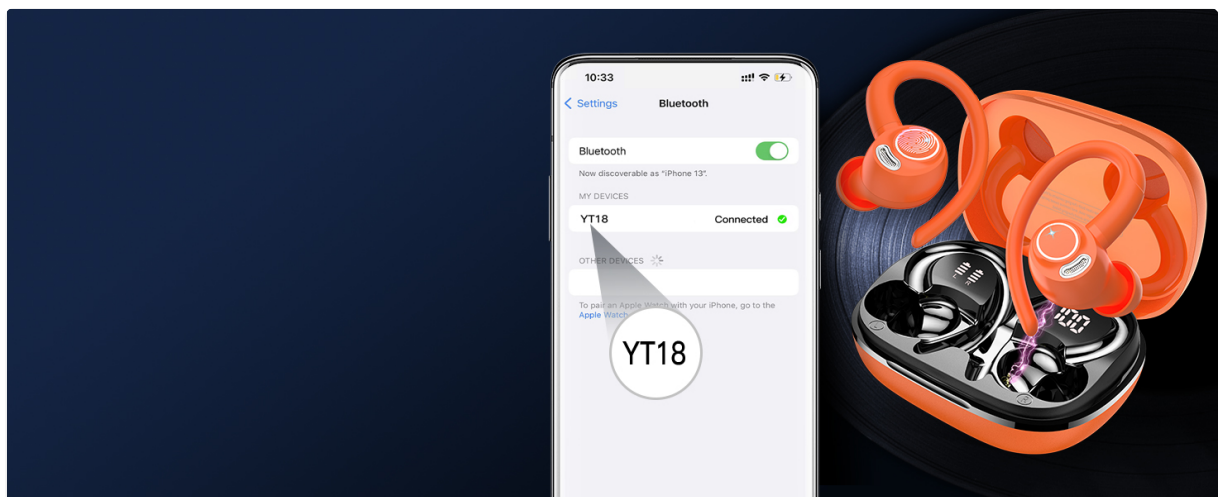 10:33
Settings
Bluetooth
Bluetooth
Now discoverable as "iPhone 13".
MY DEVICES
YT18
Connected
OTHER DEVICES
To pair an Apple Watch with your iPhone, go to the
Apple Watch
YT18
100
L
R